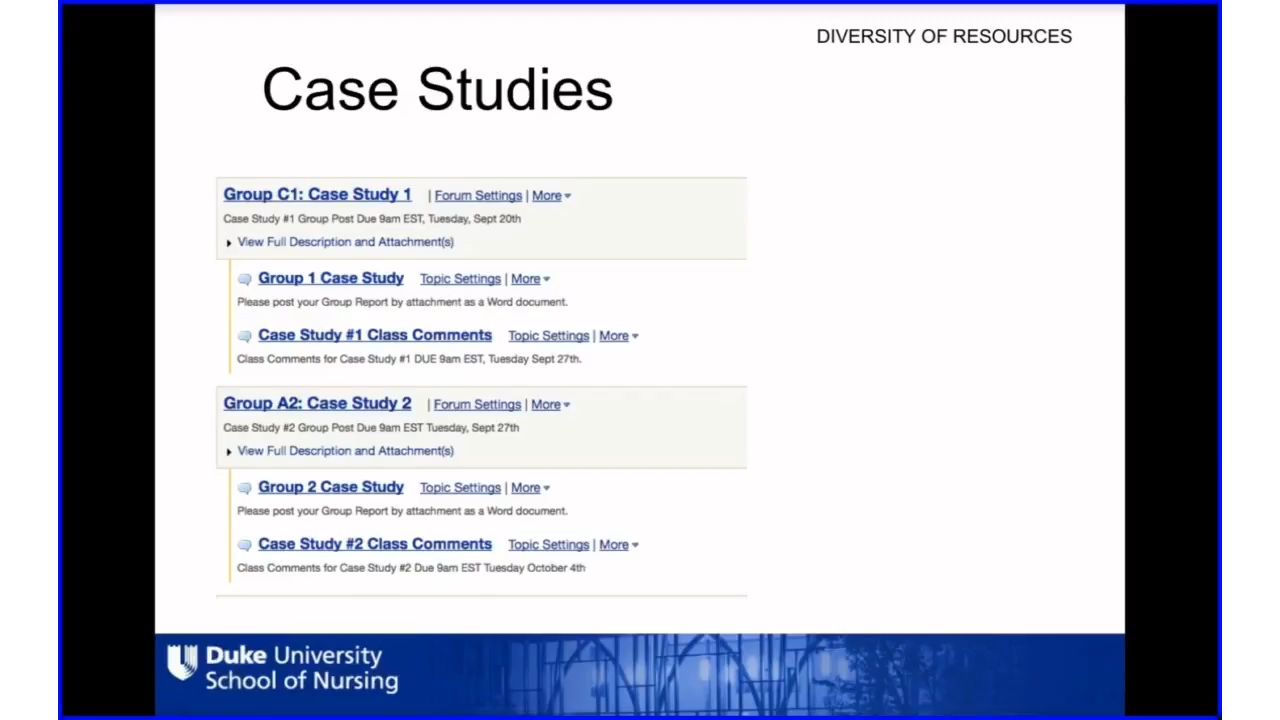 DIVERSITY OF RESOURCES
Case Studies
Group C1: Case Study 1 | Forum Settings | More
Case Study #1 Group Post Due 9am EST, Tuesday, Sept 20th
View Full Description and Attachment(s)
Group 1 Case Study Topic Settings | More
Please post your Group Report by attachment as a Word document.
Case Study #1 Class Comments Topic Settings | More
Class Comments for Case Study #1 DUE 9am EST, Tuesday Sept 27th.
Group A2: Case Study 2 | Forum Settings | More
Case Study #2 Group Post Due 9am EST Tuesday, Sept 27th
View Full Description and Attachment(s)
Group 2 Case Study Topic Settings | More
Please post your Group Report by attachment as a Word document.
Case Study #2 Class Comments Topic Settings | More
Class Comments for Case Study #2 Due 9am EST Tuesday October 4th
Duke University
School of Nursing